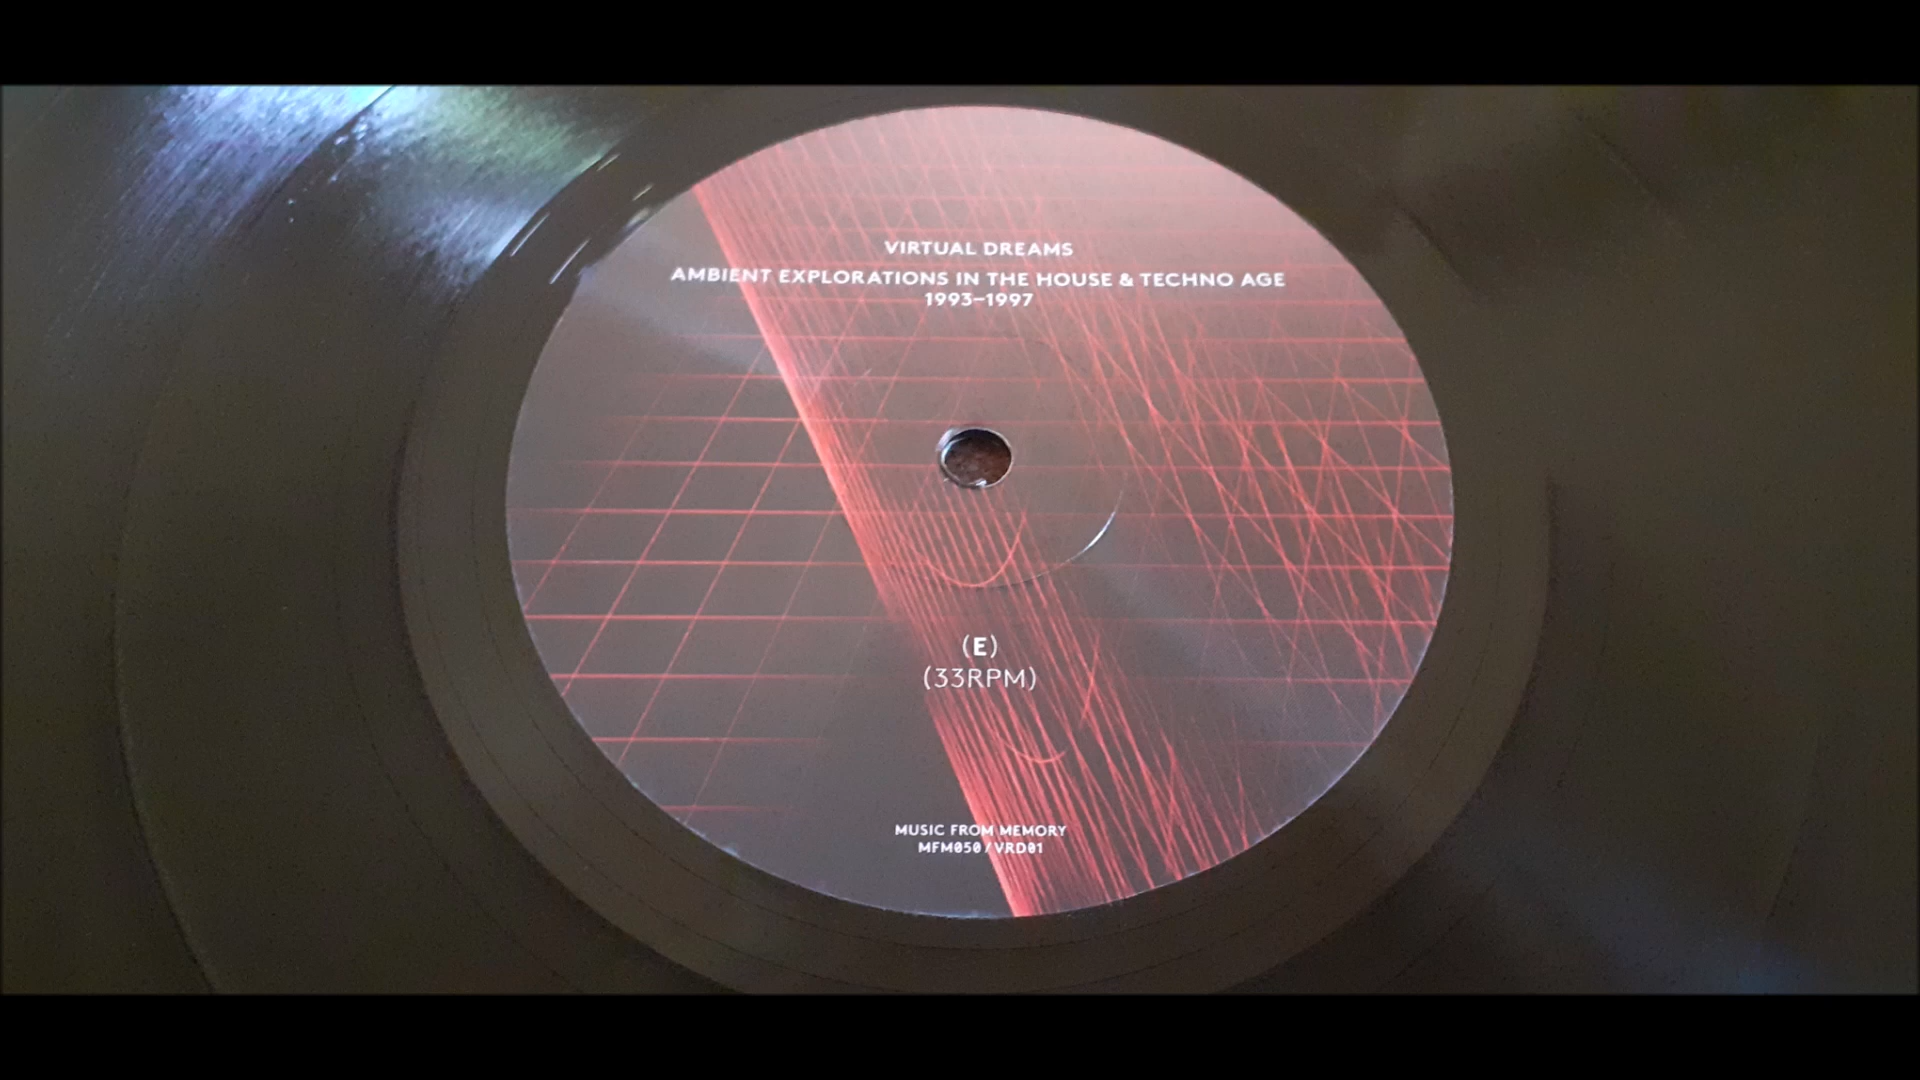 VIRTUAL DREAMS
AMBIENT EXPLORATIONS IN THE HOUSE & TECHNO AGE
1993–1997
(E)
(33RPM)
MUSIC FROM MEMORY
MFM050/VRD01